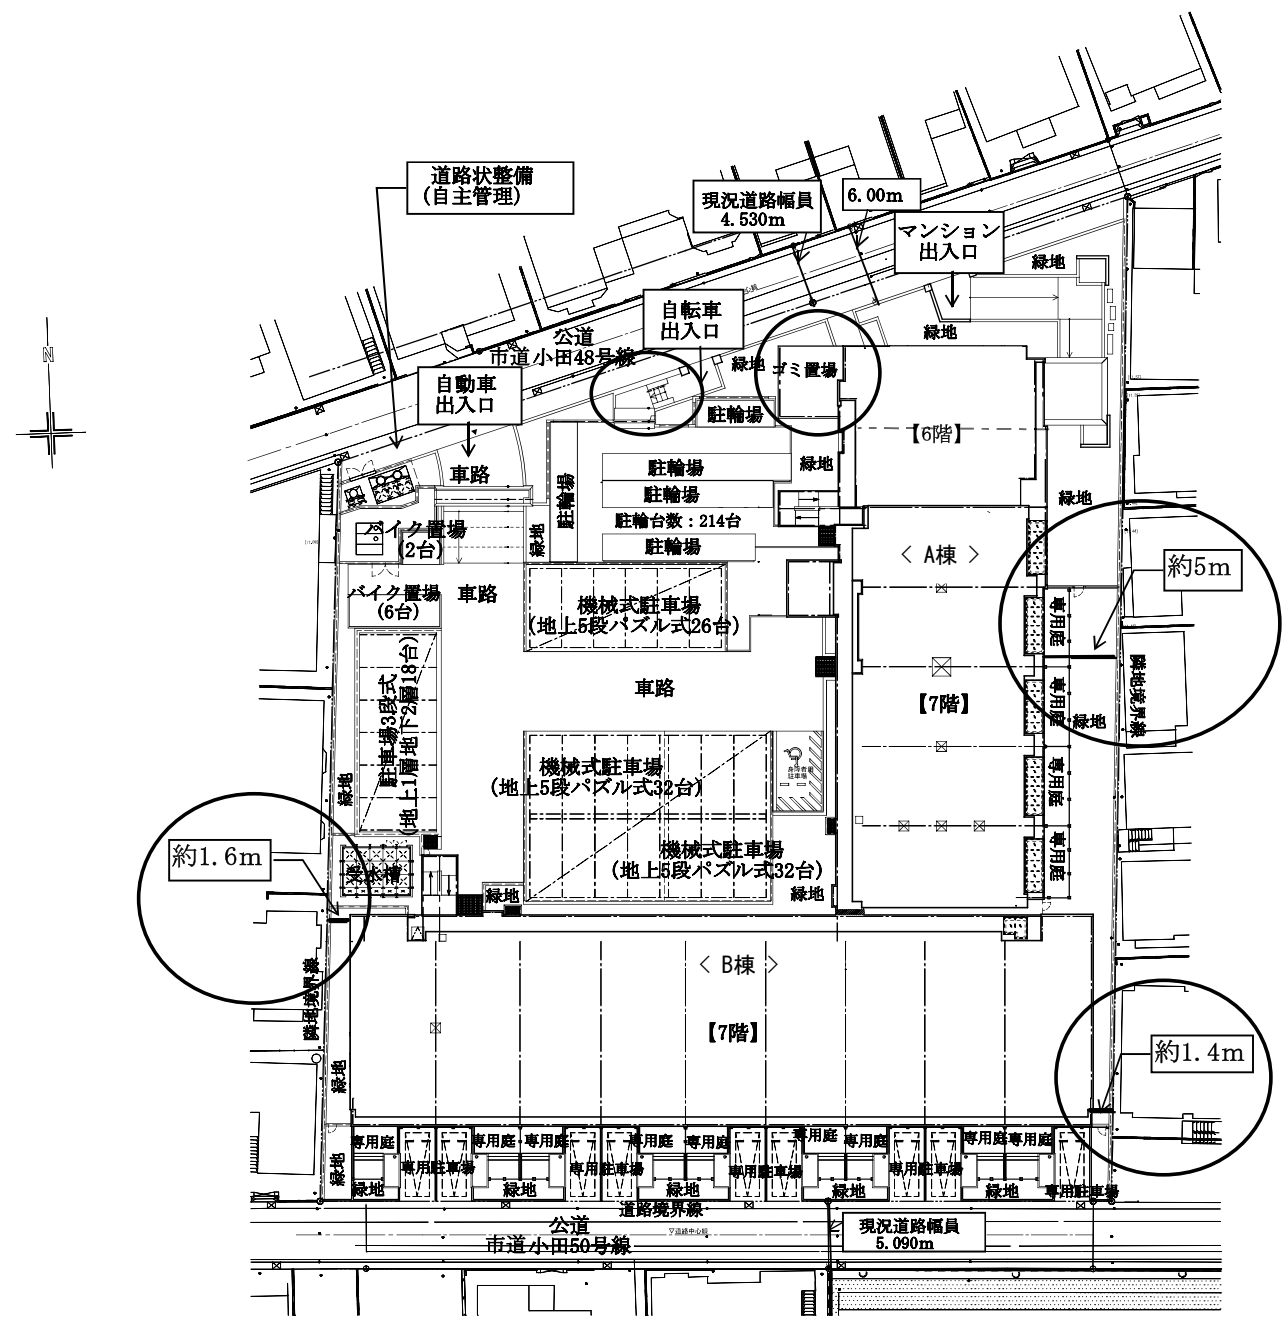 道路状整備
(自主管理)
現況道路幅員
4.530m
6.00m
マンション
出入口
緑地
自転車
出入口
緑地
公道
市道小田48号線
N
自動車
出入口
緑地
ゴミ置場
駐輪場
【6階】
車路
駐輪場
駐輪場
緑地
緑地
駐輪場
バイク置場
(2台)
緑地
駐輪台数：214台
駐輪場
< A棟 >
約5m
バイク置場
(6台)
車路
機械式駐車場
(地上5段パズル式26台)
専用庭
車路
駐車場3段式
(地上1層地下2層18台)
【7階】
専用庭
緑地
隣地境界線
機械式駐車場
(地上5段パズル式32台)
身障者用
駐車場
専用庭
緑地
約1.6m
受水槽
機械式駐車場
(地上5段パズル式32台)
専用庭
緑地
緑地
< B棟 >
隣地境界線
【7階】
約1.4m
緑地
専用庭
専用庭
専用庭
専用庭
専用庭
専用庭
専用庭
専用庭
専用庭
緑地
専用駐車場
専用駐車場
専用駐車場
専用駐車場
専用駐車場
緑地
緑地
緑地
緑地
緑地
道路境界線
公道
市道小田50号線
▽道路中心線
現況道路幅員
5.090m